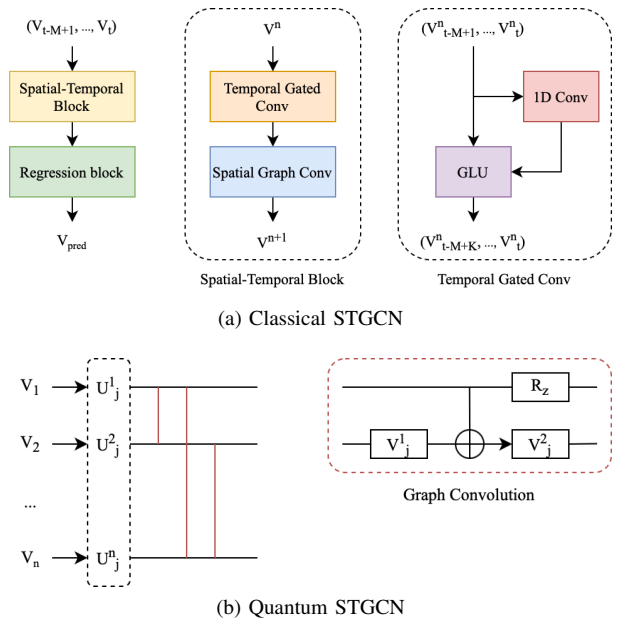 (V_{t-M+1}, ..., V_t)
Spatial-Temporal
Block
Regression block
V_{pred}
V^n
Temporal Gated
Conv
Spatial Graph Conv
V^{n+1}
Spatial-Temporal Block
(V^n_{t-M+1}, ..., V^n_t)
1D Conv
GLU
(V^n_{t-M+K}, ..., V^n_t)
Temporal Gated Conv
(a) Classical STGCN
V_1
U^1_j
V_2
U^2_j
...
V_n
U^n_j
R_z
V^1_j
V^2_j
Graph Convolution
(b) Quantum STGCN